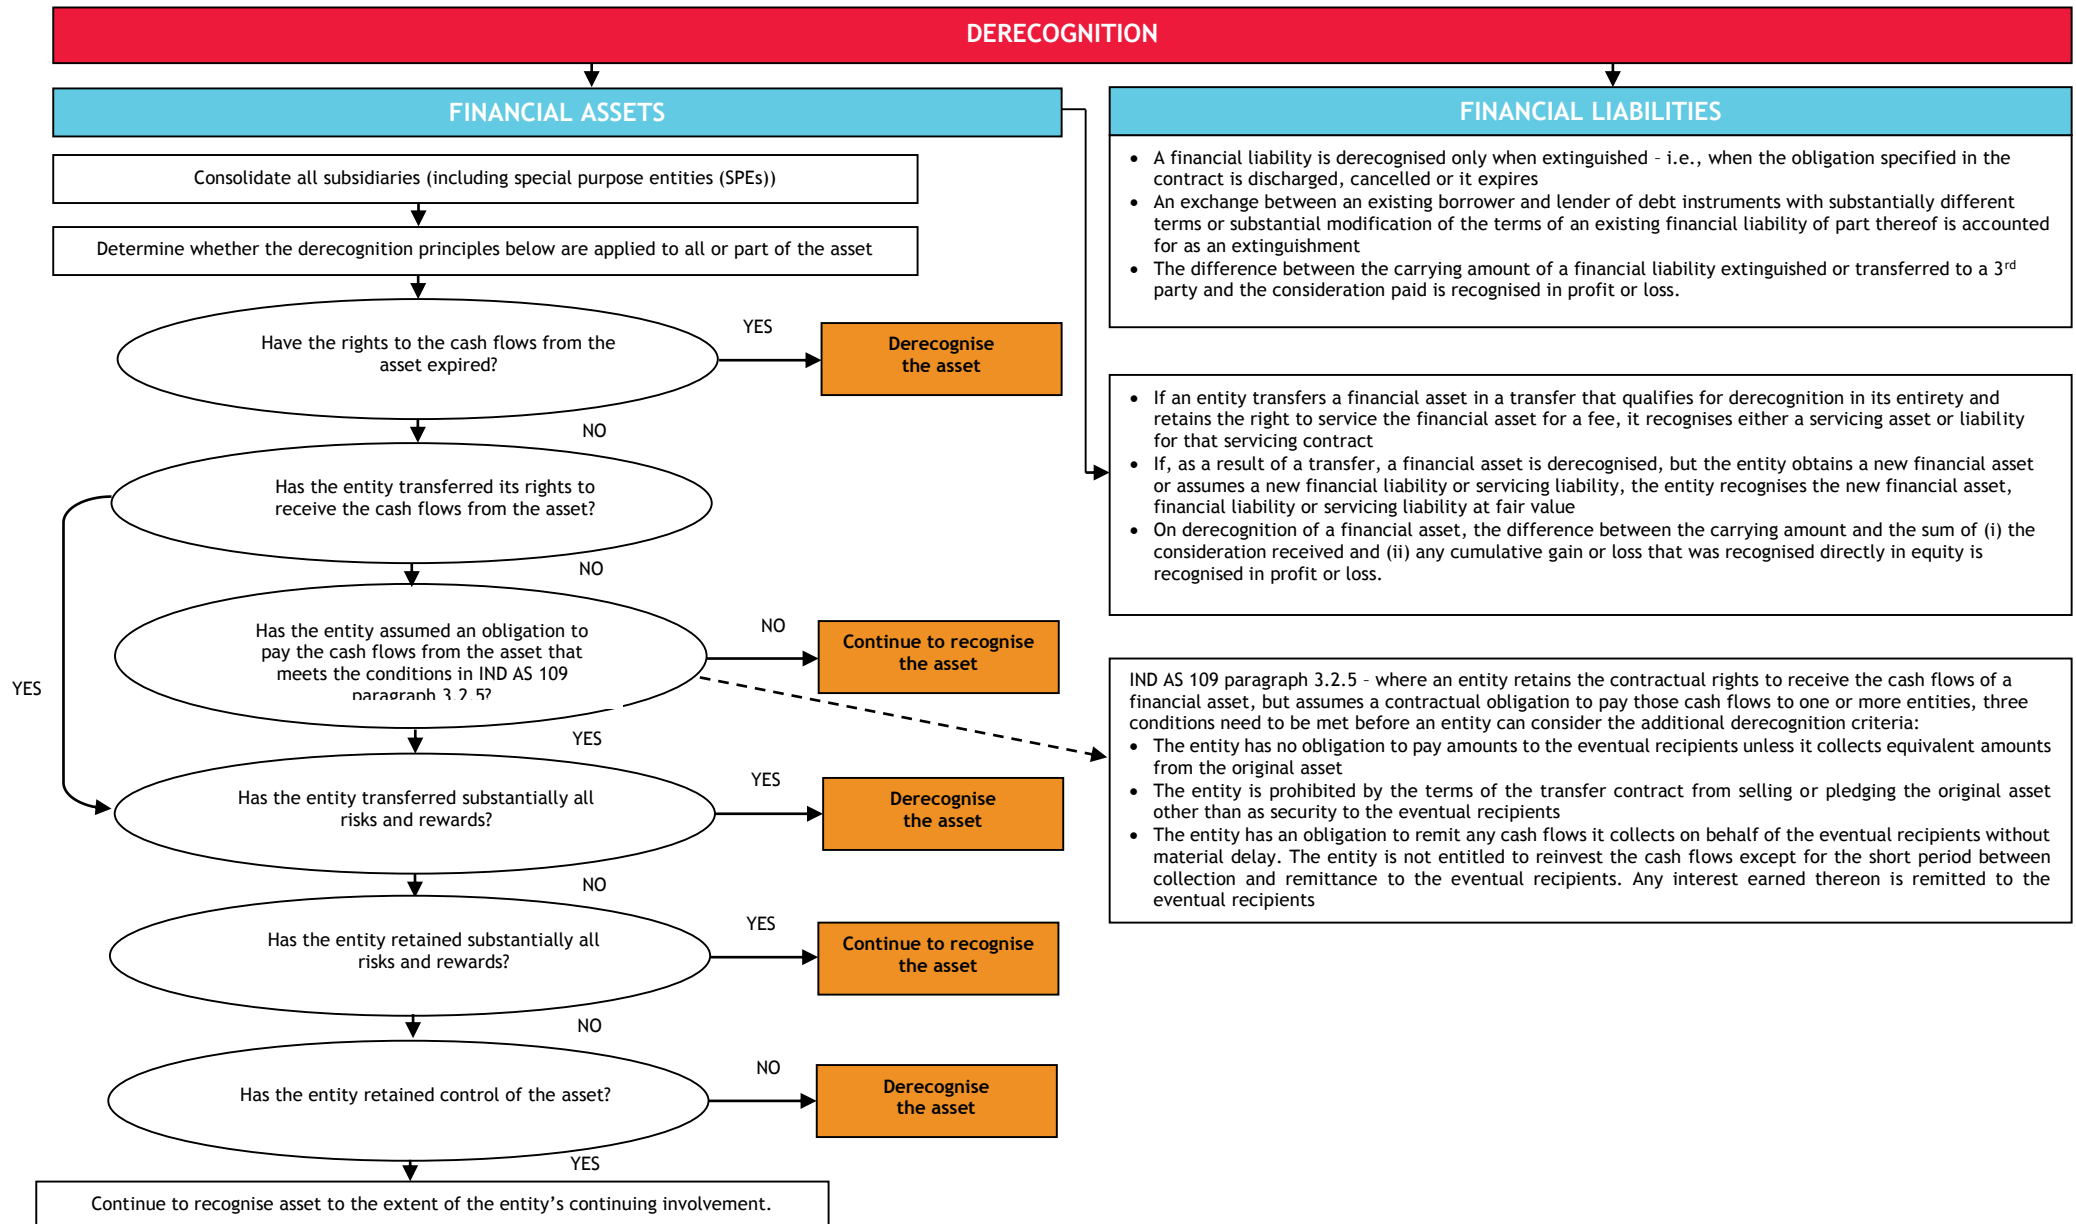 DERECOGNITION
FINANCIAL ASSETS
Consolidate all subsidiaries (including special purpose entities (SPEs))
Determine whether the derecognition principles below are applied to all or part of the asset
Have the rights to the cash flows from the
asset expired?
YES
Derecognise
the asset
NO
Has the entity transferred its rights to
receive the cash flows from the asset?
NO
YES
Has the entity assumed an obligation to
pay the cash flows from the asset that
meets the conditions in IND AS 109
paragraph 3.2.5?
NO
Continue to recognise
the asset
YES
Has the entity transferred substantially all
risks and rewards?
YES
Derecognise
the asset
NO
Has the entity retained substantially all
risks and rewards?
YES
Continue to recognise
the asset
NO
Has the entity retained control of the asset?
NO
Derecognise
the asset
YES
Continue to recognise asset to the extent of the entity’s continuing involvement.
FINANCIAL LIABILITIES
• A financial liability is derecognised only when extinguished – i.e., when the obligation specified in the
contract is discharged, cancelled or it expires
• An exchange between an existing borrower and lender of debt instruments with substantially different
terms or substantial modification of the terms of an existing financial liability of part thereof is accounted
for as an extinguishment
• The difference between the carrying amount of a financial liability extinguished or transferred to a 3rd
party and the consideration paid is recognised in profit or loss.
• If an entity transfers a financial asset in a transfer that qualifies for derecognition in its entirety and
retains the right to service the financial asset for a fee, it recognises either a servicing asset or liability
for that servicing contract
• If, as a result of a transfer, a financial asset is derecognised, but the entity obtains a new financial asset
or assumes a new financial liability or servicing liability, the entity recognises the new financial asset,
financial liability or servicing liability at fair value
• On derecognition of a financial asset, the difference between the carrying amount and the sum of (i) the
consideration received and (ii) any cumulative gain or loss that was recognised directly in equity is
recognised in profit or loss.
IND AS 109 paragraph 3.2.5 – where an entity retains the contractual rights to receive the cash flows of a
financial asset, but assumes a contractual obligation to pay those cash flows to one or more entities, three
conditions need to be met before an entity can consider the additional derecognition criteria:
• The entity has no obligation to pay amounts to the eventual recipients unless it collects equivalent amounts
from the original asset
• The entity is prohibited by the terms of the transfer contract from selling or pledging the original asset
other than as security to the eventual recipients
• The entity has an obligation to remit any cash flows it collects on behalf of the eventual recipients without
material delay. The entity is not entitled to reinvest the cash flows except for the short period between
collection and remittance to the eventual recipients. Any interest earned thereon is remitted to the
eventual recipients